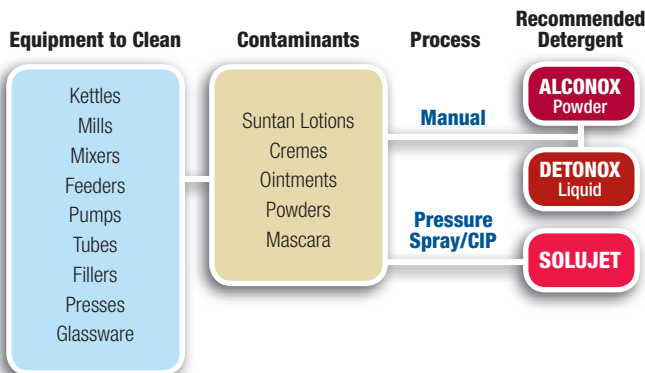 Equipment to Clean
Contaminants
Process
Recommended
Detergent
Kettles
Mills
Mixers
Feeders
Pumps
Tubes
Fillers
Presses
Glassware
Suntan Lotions
Cremes
Ointments
Powders
Mascara
Manual
Pressure
Spray/CIP
ALCONOX
Powder
DETONOX
Liquid
SOLUJET